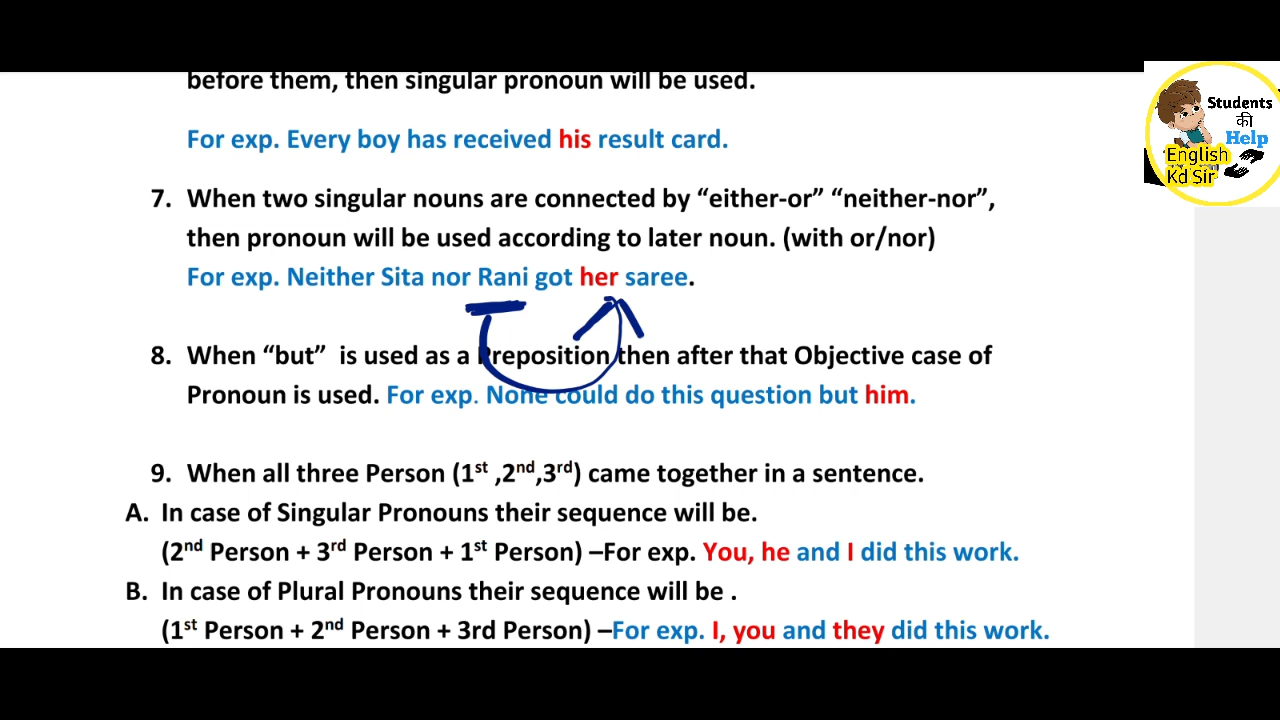 before them, then singular pronoun will be used.
For exp. Every boy has received his result card.
7. When two singular nouns are connected by “either-or” “neither-nor”,
then pronoun will be used according to later noun. (with or/nor)
For exp. Neither Sita nor Rani got her saree.
8. When “but” is used as a Preposition then after that Objective case of
Pronoun is used. For exp. None could do this question but him.
9. When all three Person (1st ,2nd,3rd) came together in a sentence.
A. In case of Singular Pronouns their sequence will be.
(2nd Person + 3rd Person + 1st Person) –For exp. You, he and I did this work.
B. In case of Plural Pronouns their sequence will be .
(1st Person + 2nd Person + 3rd Person) –For exp. I, you and they did this work.
Students
की
Help
English
Kd Sir